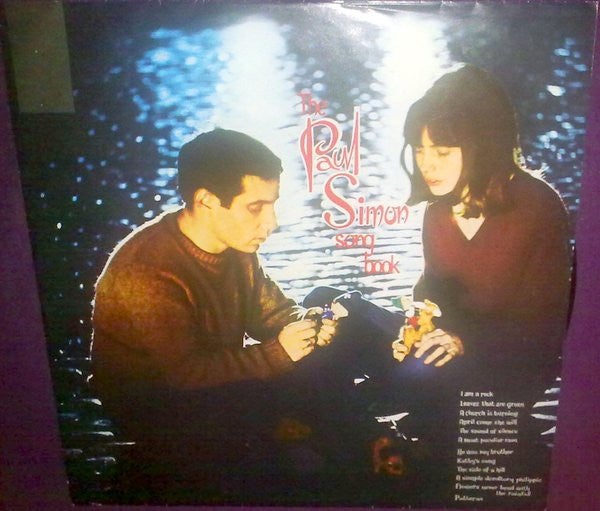 The
Paul
Simon
song
book
I am a rock
Leaves that are green
A church is burning
April come she will
The sound of silence
A most peculiar man
He was my brother
Kathy's song
The side of a hill
A simple desultory philippic
Flowers never bend with
the rainfall
Patterns